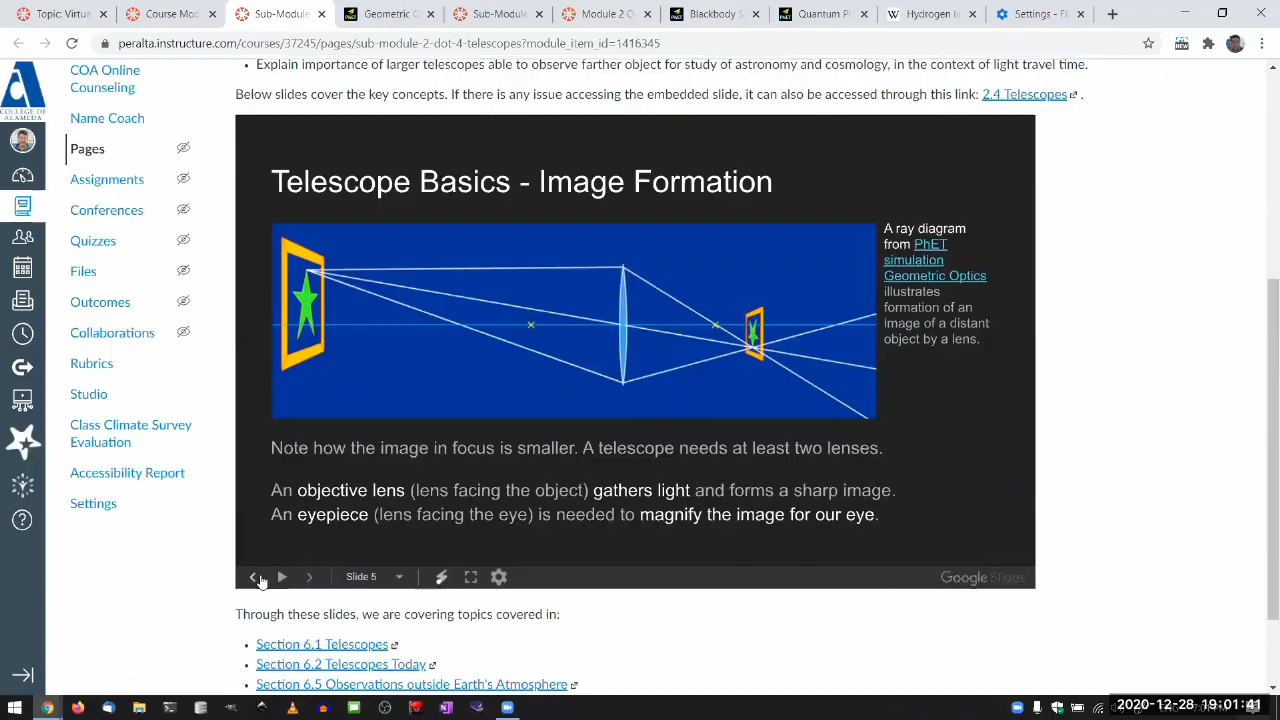 Topic Virtu
Course Mod
Sub-Module
Geometric O
Sub-Module
Module 2 O
Blackbody S
Quantum Ph
Hydrogen li
Settings
peralta.instructure.com/courses/37245/pages/sub-module-2-dot-4-telescopes?module_item_id=1416345
NEW
COLLEGE OF
ALAMEDA
COA Online
Counseling
Name Coach
Pages
Assignments
Conferences
Quizzes
Files
Outcomes
Collaborations
Rubrics
Studio
Class Climate Survey
Evaluation
Accessibility Report
Settings
Explain importance of larger telescopes able to observe farther object for study of astronomy and cosmology, in the context of light travel time.
Below slides cover the key concepts. If there is any issue accessing the embedded slide, it can also be accessed through this link: 2.4 Telescopes .
Telescope Basics - Image Formation
A ray diagram
from PhET
simulation
Geometric Optics
illustrates
formation of an
image of a distant
object by a lens.
Note how the image in focus is smaller. A telescope needs at least two lenses.
An objective lens (lens facing the object) gathers light and forms a sharp image.
An eyepiece (lens facing the eye) is needed to magnify the image for our eye.
Slide 5
Google Slides
Through these slides, we are covering topics covered in:
Section 6.1 Telescopes
Section 6.2 Telescopes Today
Section 6.5 Observations outside Earth's Atmosphere
2020-12-28 19:01:41